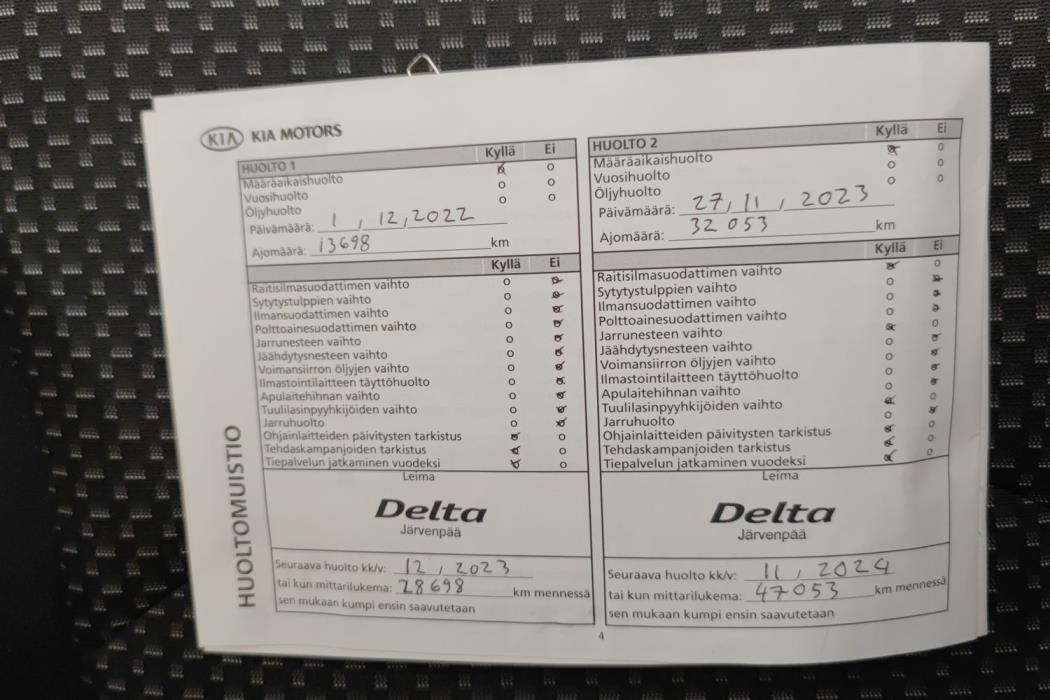 KIA KIA MOTORS
HUOLTOMUISTIO
HUOLTO 1 Kyllä Ei
Määräaikaishuolto
Vuosihuolto
Öljyhuolto
Päivämäärä: 1, 12, 2022
Ajomäärä: 13698 km
Kyllä Ei
Raitisilmasuodattimen vaihto
Sytytystulppien vaihto
Ilmansuodattimen vaihto
Polttoainesuodattimen vaihto
Jarrunesteen vaihto
Jäähdytysnesteen vaihto
Voimansiirron öljyjen vaihto
Ilmastointilaitteen täyttöhuolto
Apulaitehihnan vaihto
Tuulilasinpyyhkijöiden vaihto
Jarruhuolto
Ohjainlaitteiden päivitysten tarkistus
Tehdaskampanjoiden tarkistus
Tiepalvelun jatkaminen vuodeksi
Leima
Delta
Järvenpää
Seuraava huolto kk/v: 12, 2023
tai kun mittarilukema: 28698 km mennessä
sen mukaan kumpi ensin saavutetaan
HUOLTO 2 Kyllä Ei
Määräaikaishuolto
Vuosihuolto
Öljyhuolto
Päivämäärä: 27, 11, 2023
Ajomäärä: 32 053 km
Kyllä Ei
Raitisilmasuodattimen vaihto
Sytytystulppien vaihto
Ilmansuodattimen vaihto
Polttoainesuodattimen vaihto
Jarrunesteen vaihto
Jäähdytysnesteen vaihto
Voimansiirron öljyjen vaihto
Ilmastointilaitteen täyttöhuolto
Apulaitehihnan vaihto
Tuulilasinpyyhkijöiden vaihto
Jarruhuolto
Ohjainlaitteiden päivitysten tarkistus
Tehdaskampanjoiden tarkistus
Tiepalvelun jatkaminen vuodeksi
Leima
Delta
Järvenpää
Seuraava huolto kk/v: 11, 2024
tai kun mittarilukema: 47053 km mennessä
sen mukaan kumpi ensin saavutetaan
4